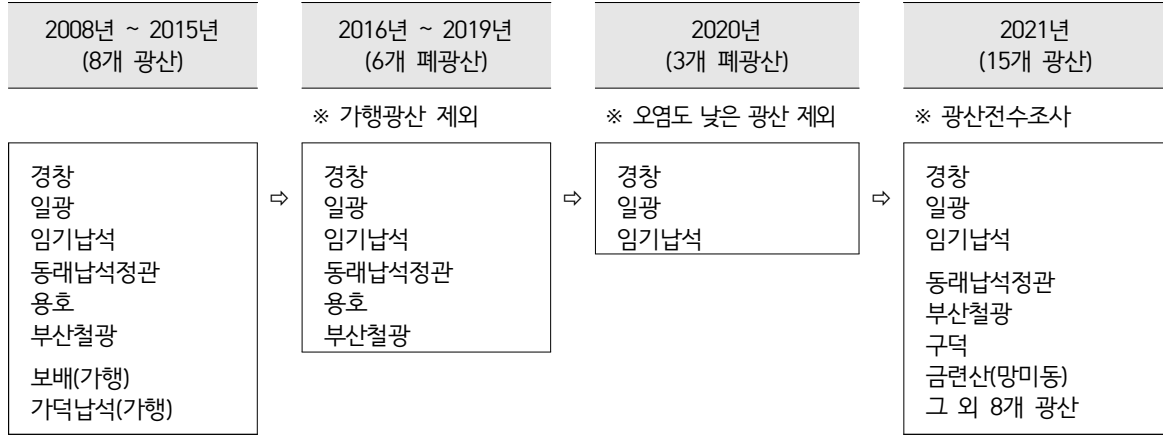 2008년 ~ 2015년
(8개 광산)
경창
일광
임기납석
동래납석정관
용호
부산철광
보배(가행)
가덕납석(가행)
⇨
2016년 ~ 2019년
(6개 폐광산)
※ 가행광산 제외
경창
일광
임기납석
동래납석정관
용호
부산철광
⇨
2020년
(3개 폐광산)
※ 오염도 낮은 광산 제외
경창
일광
임기납석
⇨
2021년
(15개 광산)
※ 광산전수조사
경창
일광
임기납석
동래납석정관
부산철광
구덕
금련산(망미동)
그 외 8개 광산